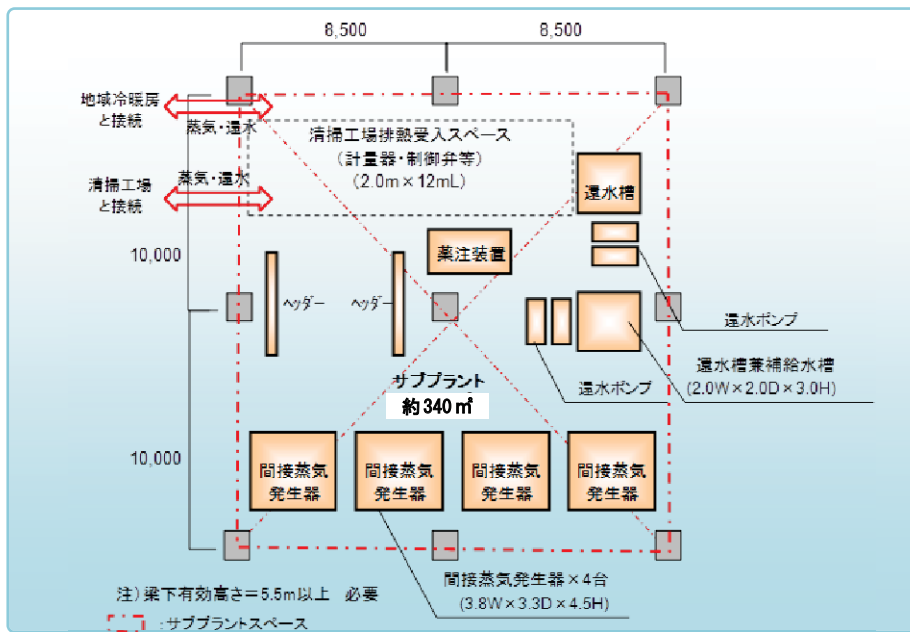 8,500
8,500
地域冷暖房
と接続
蒸気・還水
清掃工場排熱受入スペース
(計量器・制御弁等)
(2.0m×12mL)
清掃工場
と接続
蒸気・還水
還水槽
薬注装置
10,000
ヘッダー
ヘッダー
還水ポンプ
還水槽兼補給水槽
(2.0W×2.0D×3.0H)
還水ポンプ
サブプラント
約340㎡
10,000
間接蒸気
発生器
間接蒸気
発生器
間接蒸気
発生器
間接蒸気
発生器
間接蒸気発生器×4台
(3.8W×3.3D×4.5H)
注)梁下有効高さ=5.5m以上 必要
:サブプラントスペース